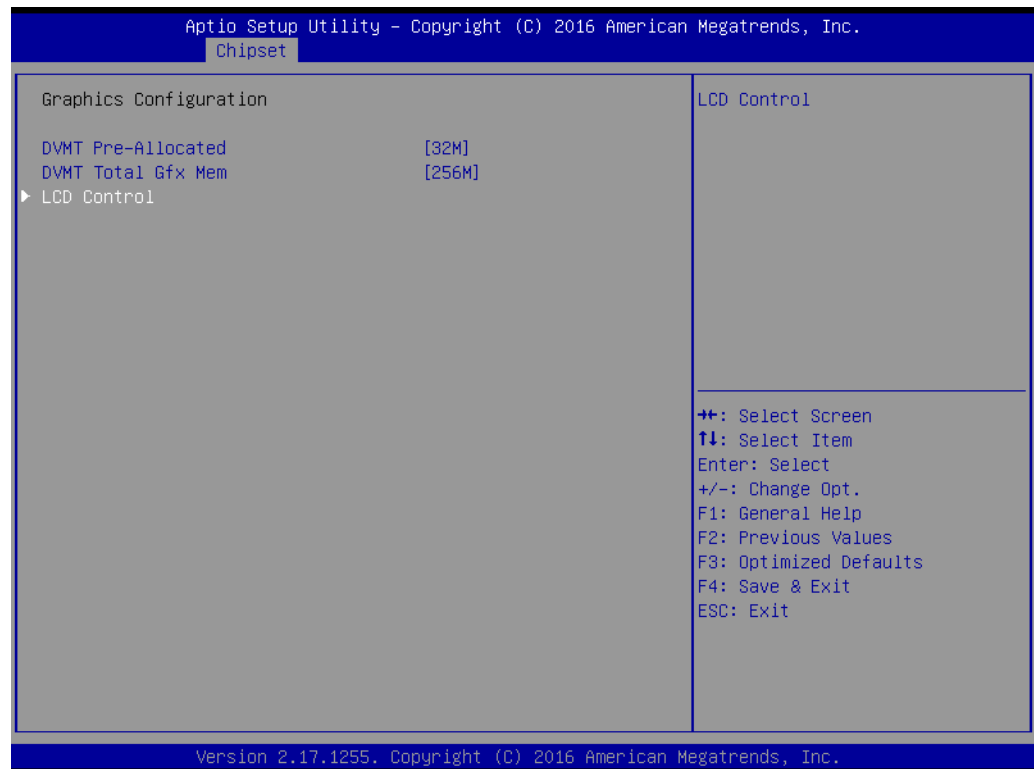 Aptio Setup Utility – Copyright (C) 2016 American Megatrends, Inc.
Chipset
Graphics Configuration
DVMT Pre-Allocated [32M]
DVMT Total Gfx Mem [256M]
▶ LCD Control
LCD Control
→←: Select Screen
↑↓: Select Item
Enter: Select
+/-: Change Opt.
F1: General Help
F2: Previous Values
F3: Optimized Defaults
F4: Save & Exit
ESC: Exit
Version 2.17.1255. Copyright (C) 2016 American Megatrends, Inc.